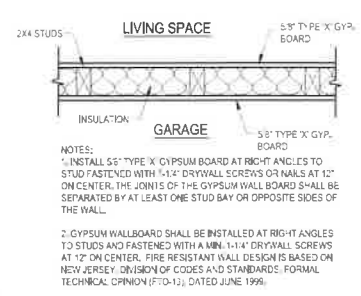 LIVING SPACE
5/8" TYPE 'X' GYP. BOARD
2X4 STUDS
INSULATION
GARAGE
5/8" TYPE 'X' GYP. BOARD
NOTES:
1. INSTALL 5/8" TYPE 'X' GYPSUM BOARD AT RIGHT ANGLES TO
STUD FASTENED WITH 1-1/4" DRYWALL SCREWS OR NAILS AT 12"
ON CENTER. THE JOINTS OF THE GYPSUM WALL BOARD SHALL BE
SEPARATED BY AT LEAST ONE STUD BAY OR OPPOSITE SIDES OF
THE WALL.
2. GYPSUM WALLBOARD SHALL BE INSTALLED AT RIGHT ANGLES
TO STUDS AND FASTENED WITH A MIN. 1-1/4" DRYWALL SCREWS
AT 12" ON CENTER. FIRE RESISTANT WALL DESIGN IS BASED ON
NEW JERSEY, DIVISION OF CODES AND STANDARDS, FORMAL
TECHNICAL OPINION (FTO-13), DATED JUNE 1999.